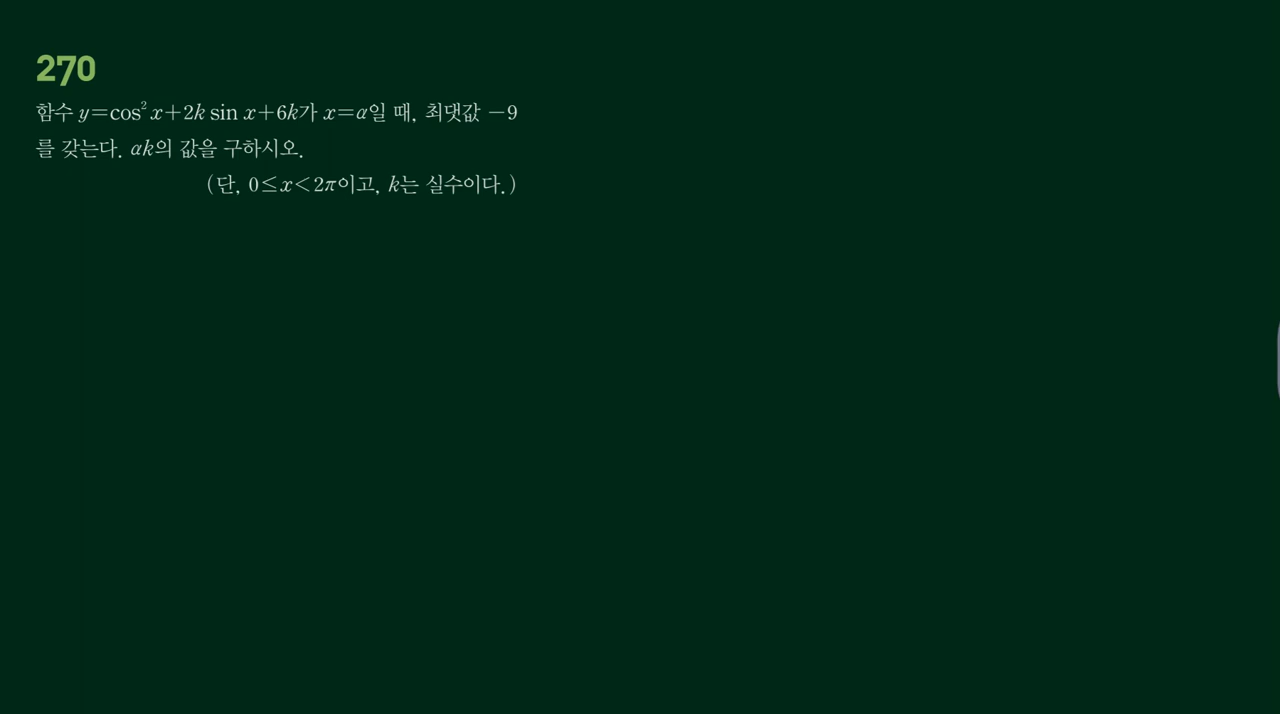 270
함수 y=cos² x+2k sin x+6k가 x=α일 때, 최댓값 −9
를 갖는다. αk의 값을 구하시오.
(단, 0≤x<2π이고, k는 실수이다.)